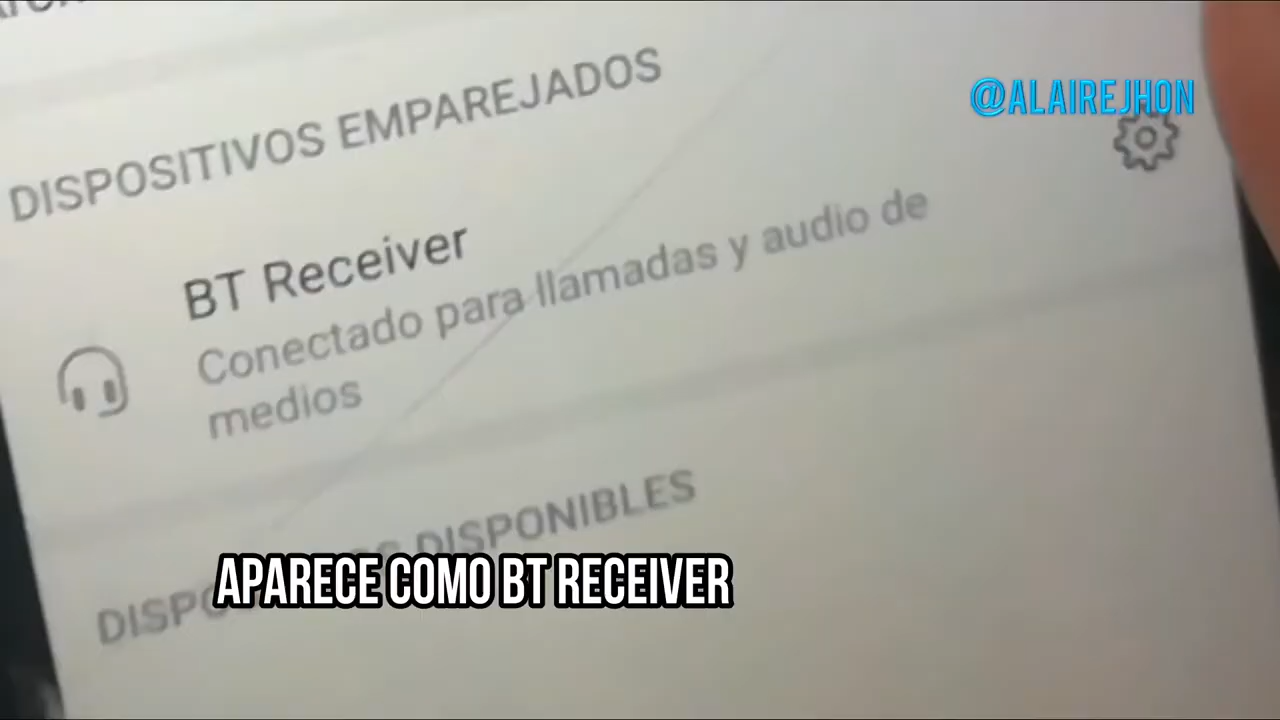 @ALAIREJHON
DISPOSITIVOS EMPAREJADOS
BT Receiver
Conectado para llamadas y audio de
medios
DISPONIBLES
APARECE COMO BT RECEIVER